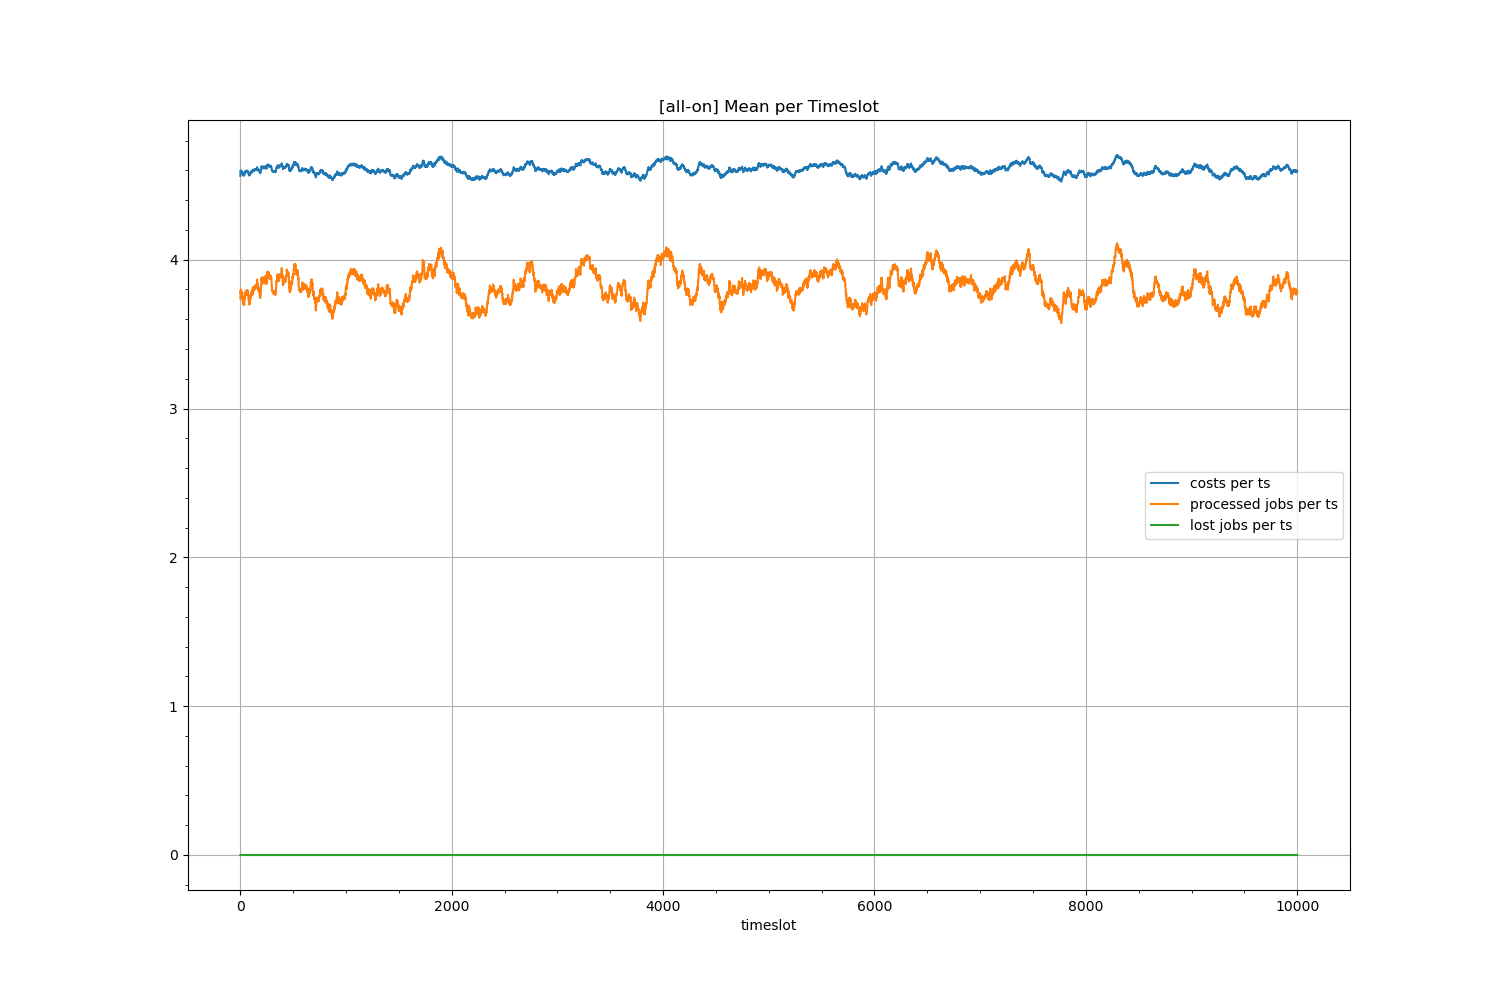 [all-on] Mean per Timeslot
4
3
2
1
0
costs per ts
processed jobs per ts
lost jobs per ts
0 2000 4000 6000 8000 10000
timeslot